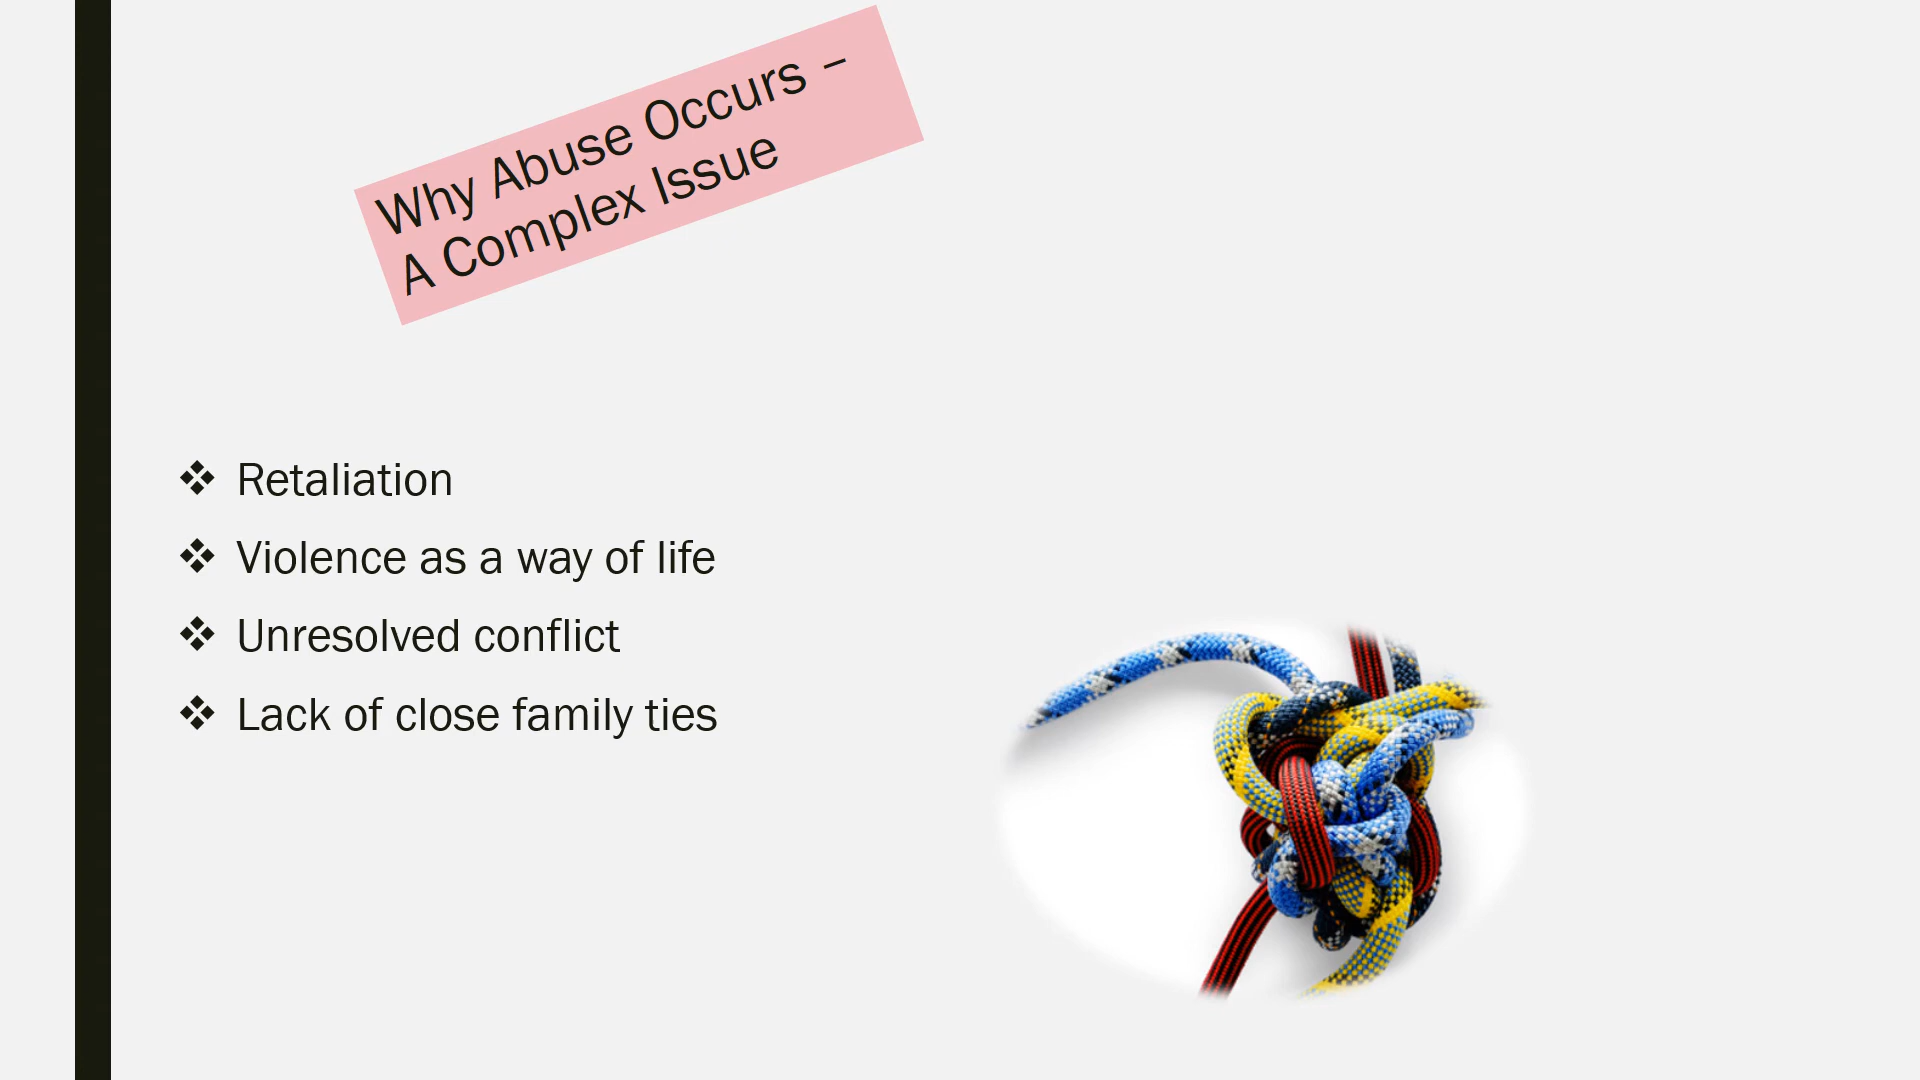 Why Abuse Occurs –
A Complex Issue
❖ Retaliation
❖ Violence as a way of life
❖ Unresolved conflict
❖ Lack of close family ties